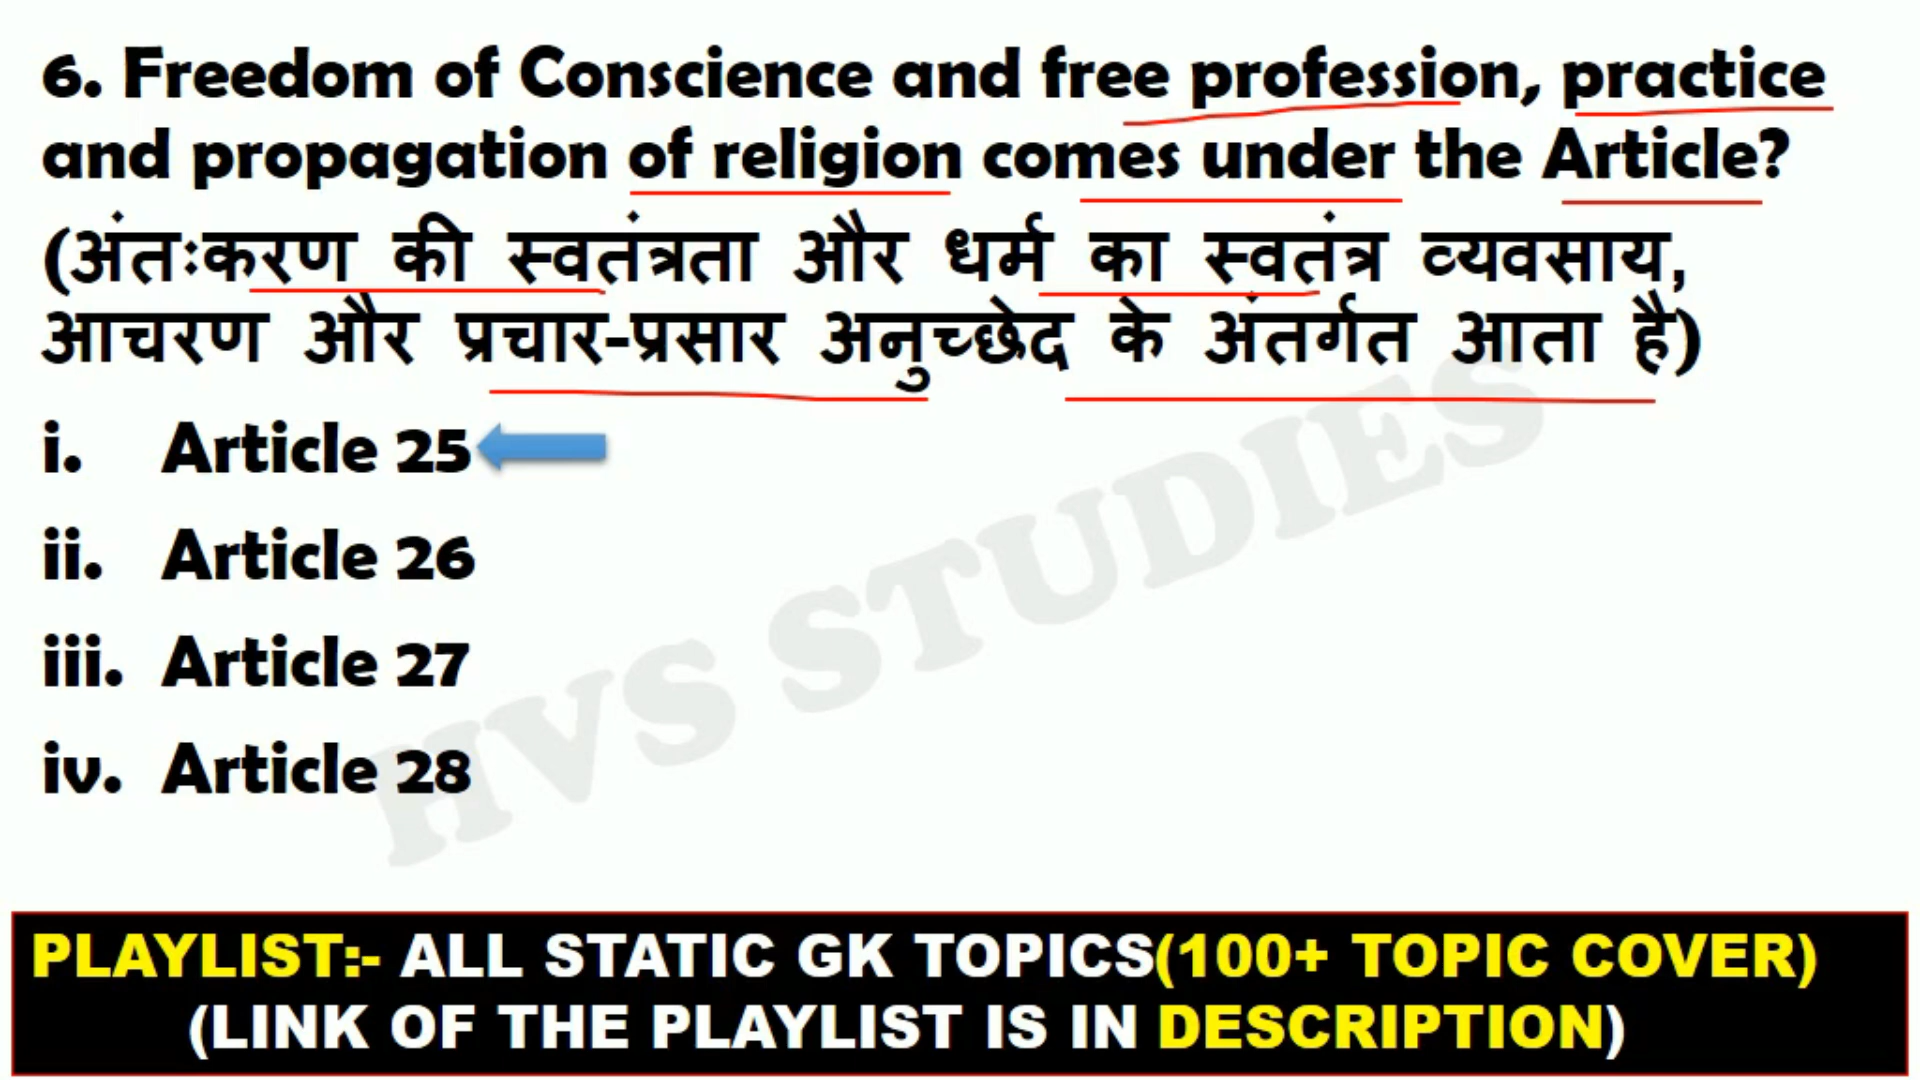 6. Freedom of Conscience and free profession, practice
and propagation of religion comes under the Article?
(अंतःकरण की स्वतंत्रता और धर्म का स्वतंत्र व्यवसाय,
आचरण और प्रचार-प्रसार अनुच्छेद के अंतर्गत आता है)
i. Article 25
ii. Article 26
iii. Article 27
iv. Article 28
HVS STUDIES
PLAYLIST:- ALL STATIC GK TOPICS(100+ TOPIC COVER)
(LINK OF THE PLAYLIST IS IN DESCRIPTION)